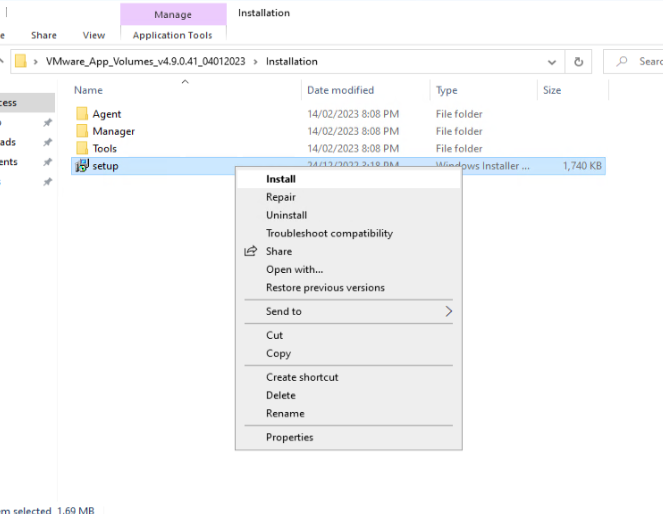 Manage
Installation
Share
View
Application Tools
VMware_App_Volumes_v4.9.0.41_04012023
Installation
Name
Date modified
Type
Size
Agent
14/02/2023 8:08 PM
File folder
Manager
14/02/2023 8:08 PM
File folder
Tools
14/02/2023 8:08 PM
File folder
setup
24/12/2022 3:18 PM
Windows Installer ...
1,740 KB
Install
Repair
Uninstall
Troubleshoot compatibility
Share
Open with...
Restore previous versions
Send to
Cut
Copy
Create shortcut
Delete
Rename
Properties
selected 1.69 MB